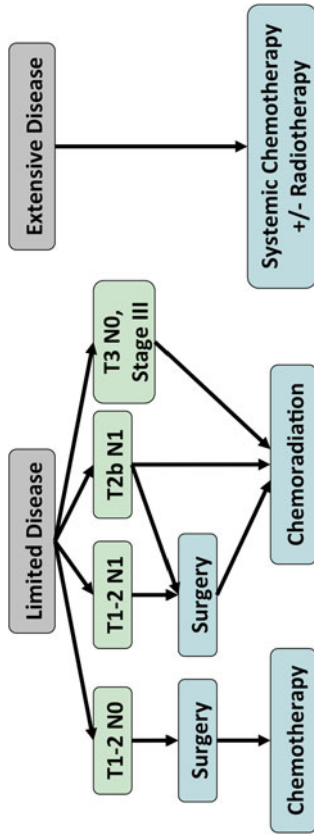 Limited Disease
Extensive Disease
T1-2 N0
T1-2 N1
T2b N1
T3 N0,
Stage III
Surgery
Surgery
Chemotherapy
Chemoradiation
Systemic Chemotherapy
+/- Radiotherapy